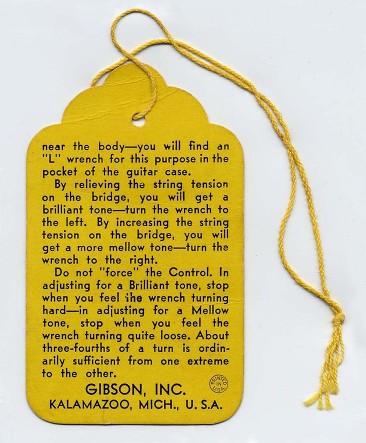 near the body—you will find an
"L" wrench for this purpose in the
pocket of the guitar case.
By relieving the string tension
on the bridge, you will get a
brilliant tone—turn the wrench to
the left. By increasing the string
tension on the bridge, you will
get a more mellow tone—turn the
wrench to the right.
Do not "force" the Control. In
adjusting for a Brilliant tone, stop
when you feel the wrench turning
hard—in adjusting for a Mellow
tone, stop when you feel the
wrench turning quite loose. About
three-fourths of a turn is ordin-
arily sufficient from one extreme
to the other.
GIBSON, INC.
KALAMAZOO, MICH., U. S. A.